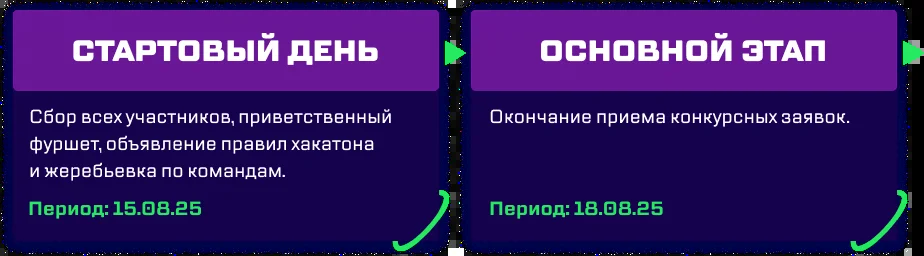 СТАРТОВЫЙ ДЕНЬ
Сбор всех участников, приветственный
фуршет, объявление правил хакатона
и жеребьевка по командам.
Период: 15.08.25
ОСНОВНОЙ ЭТАП
Окончание приема конкурсных заявок.
Период: 18.08.25